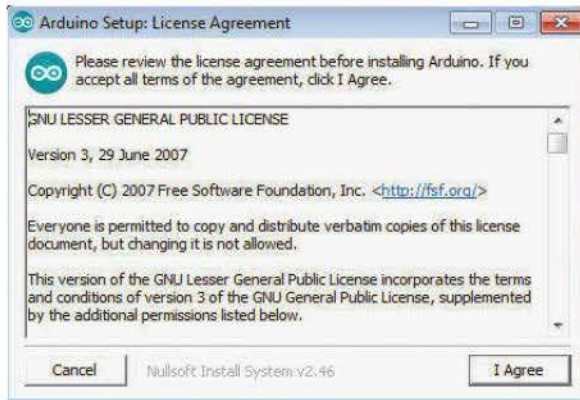 Arduino Setup: License Agreement
Please review the license agreement before installing Arduino. If you
accept all terms of the agreement, click I Agree.
GNU LESSER GENERAL PUBLIC LICENSE
Version 3, 29 June 2007
Copyright (C) 2007 Free Software Foundation, Inc. <http://fsf.org/>
Everyone is permitted to copy and distribute verbatim copies of this license
document, but changing it is not allowed.
This version of the GNU Lesser General Public License incorporates the terms
and conditions of version 3 of the GNU General Public License, supplemented
by the additional permissions listed below.
Cancel
Nullsoft Install System v2.46
I Agree